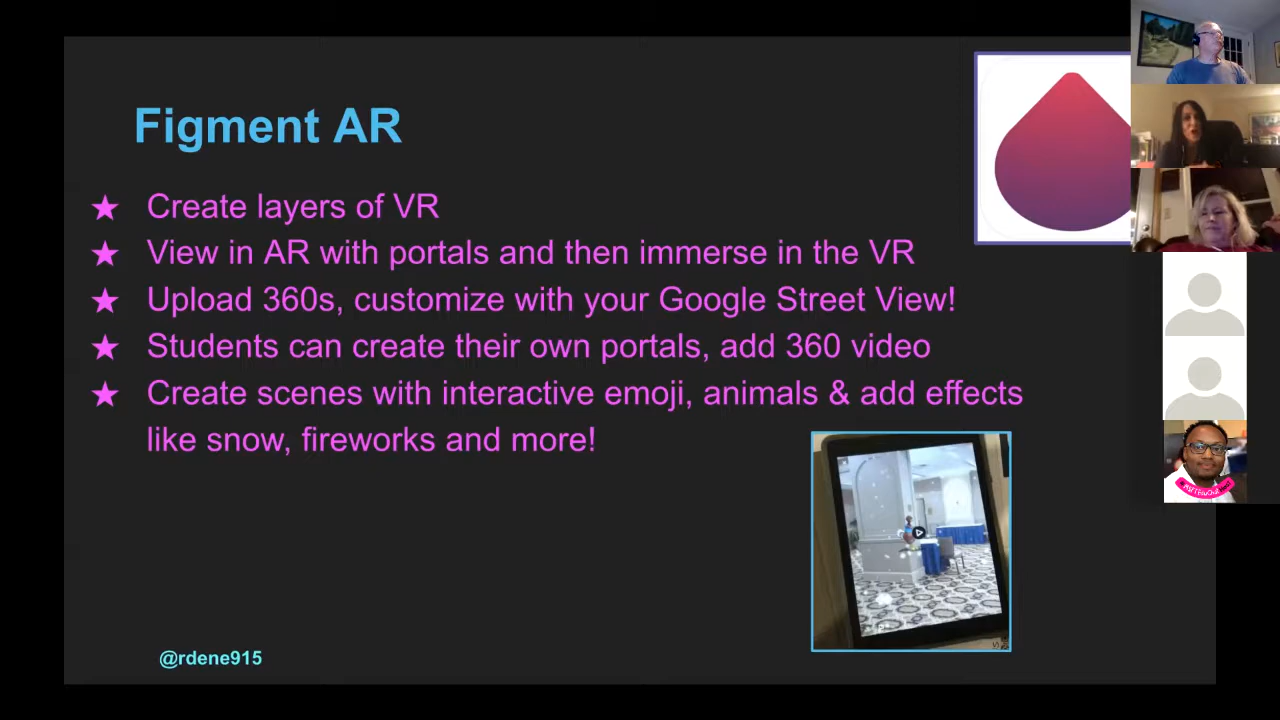 Figment AR
★ Create layers of VR
★ View in AR with portals and then immerse in the VR
★ Upload 360s, customize with your Google Street View!
★ Students can create their own portals, add 360 video
★ Create scenes with interactive emoji, animals & add effects
like snow, fireworks and more!
@rdene915